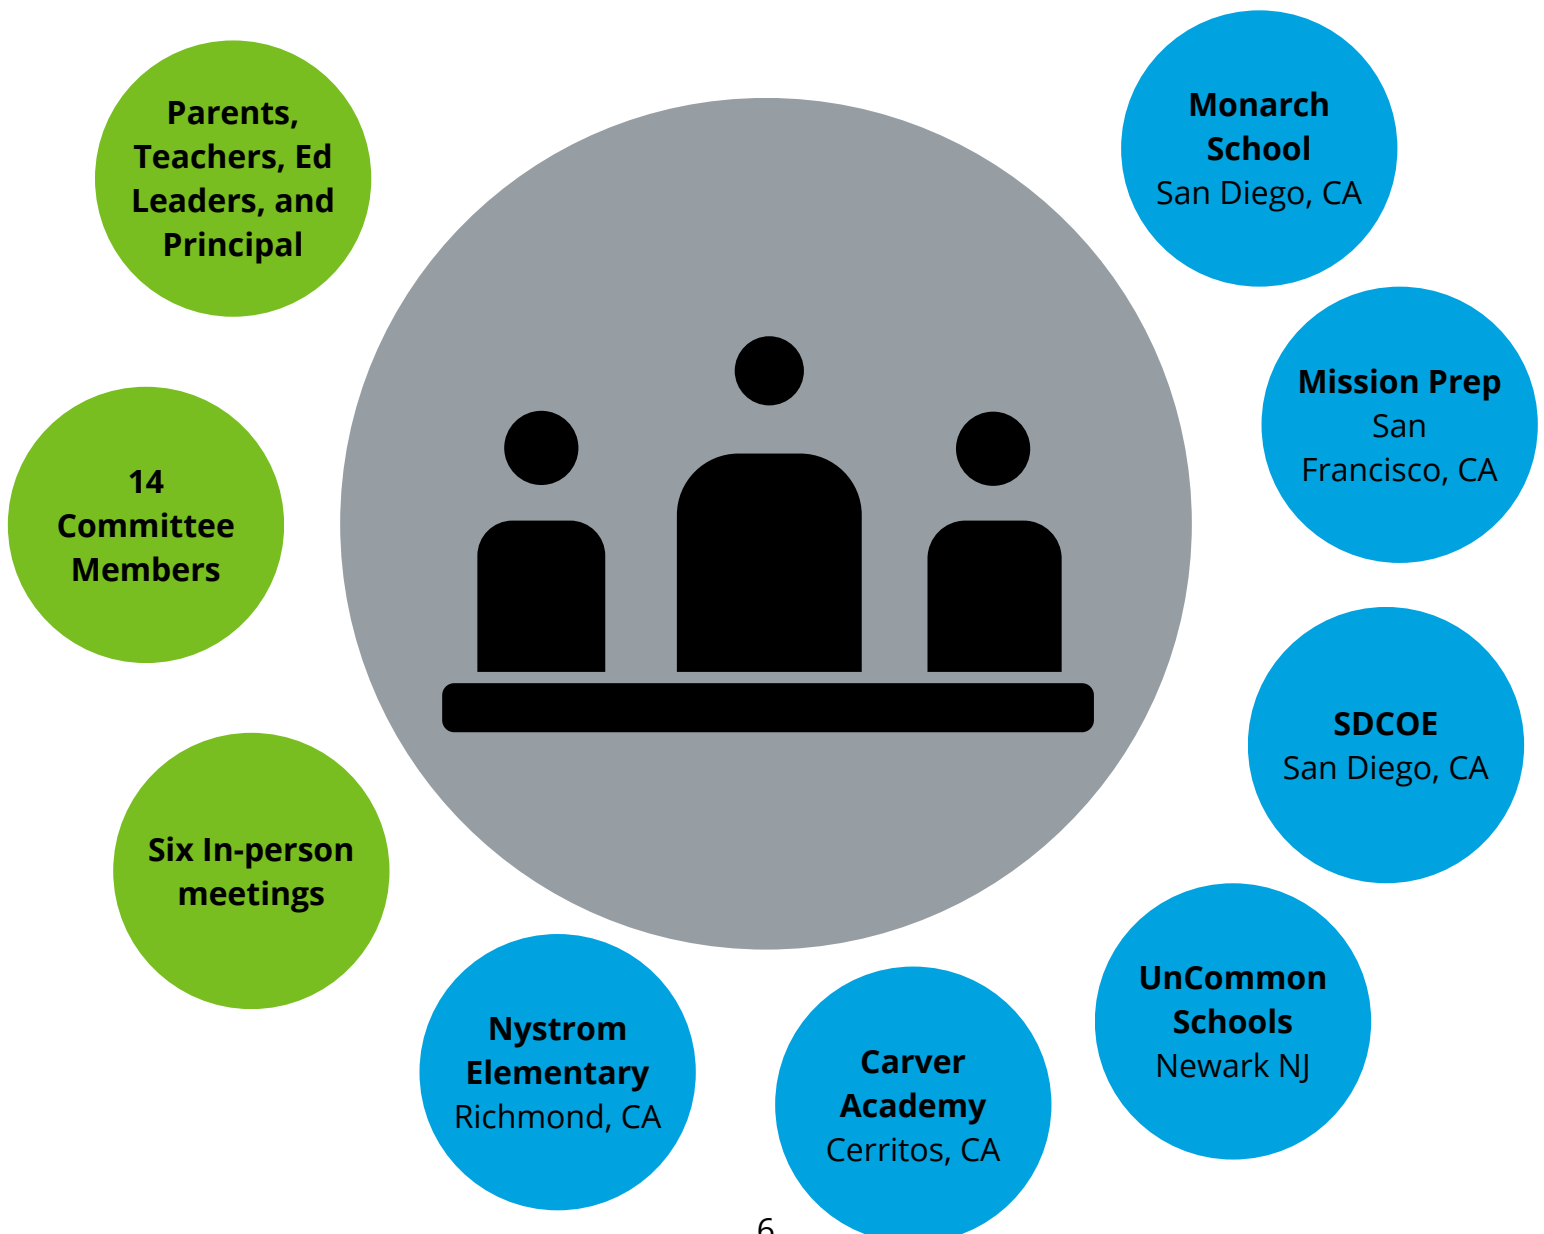 Parents,
Teachers, Ed
Leaders, and
Principal
14
Committee
Members
Six In-person
meetings
Monarch
School
San Diego, CA
Mission Prep
San
Francisco, CA
SDCOE
San Diego, CA
UnCommon
Schools
Newark NJ
Carver
Academy
Cerritos, CA
Nystrom
Elementary
Richmond, CA
6